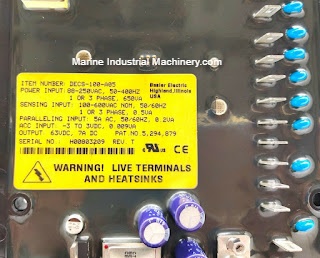 Marine Industrial Machinery.com
ITEM NUMBER: DECS-100-A05
POWER INPUT: 88-250VAC, 50-400HZ
1 OR 3 PHASE, 650VA
SENSING INPUT: 100-600VAC NOM, 50/60HZ
1 OR 3 PHASE, 0.5VA
PARALLELING INPUT: 5A AC, 50/60HZ, 0.2VA
ACC INPUT: -3 TO 3VDC, 0.009VA
OUTPUT: 63VDC, 7A DC PAT NO 5,294,879
SERIAL NO: H00803209 REV: T
Basler Electric
Highland, Illinois
USA
WARNING! LIVE TERMINALS
AND HEATSINKS